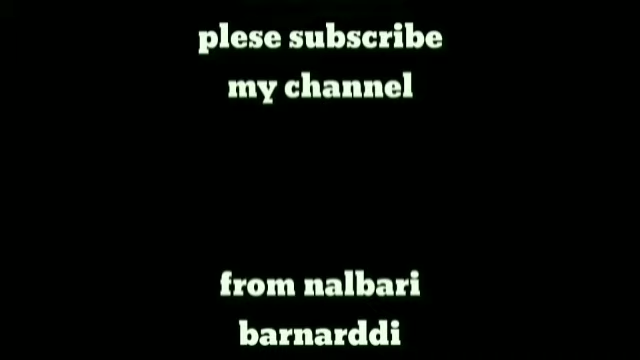 plese subscribe
my channel
from nalbari
barnarddi